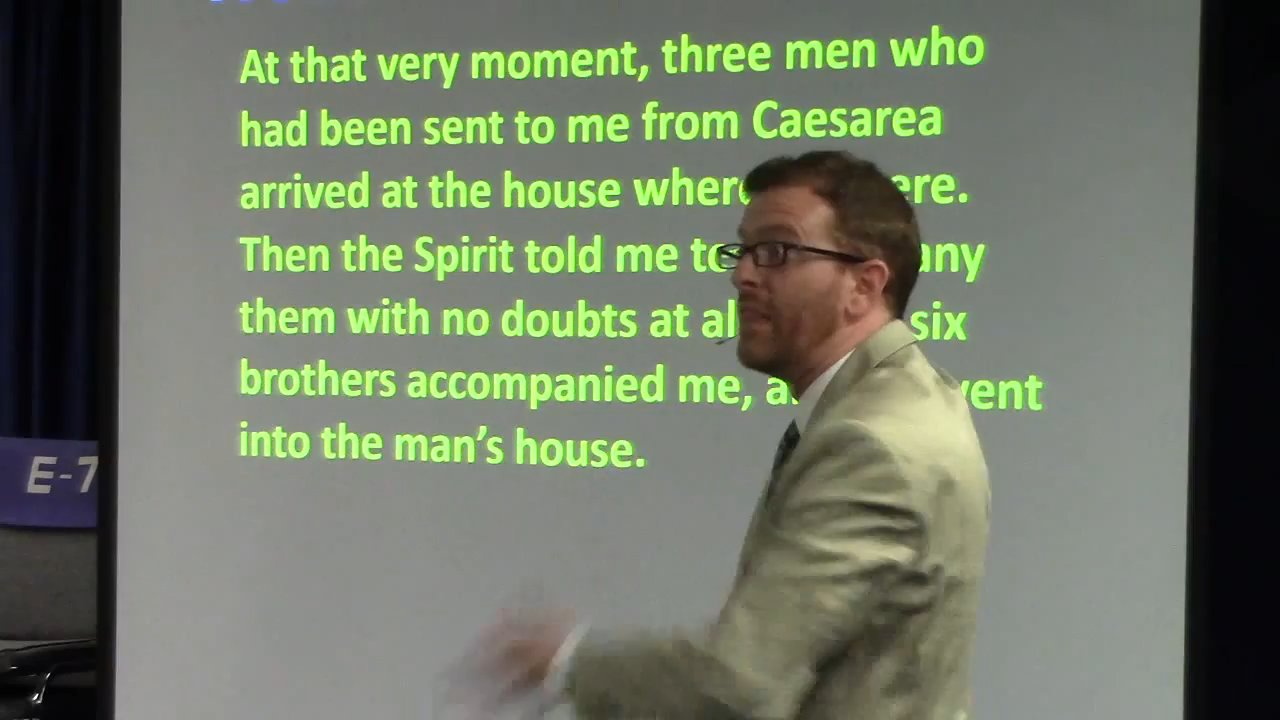 At that very moment, three men who
had been sent to me from Caesarea
arrived at the house where
Then the Spirit told me
them with no doubts at six
brothers accompanied me,
into the man's house.
E-7